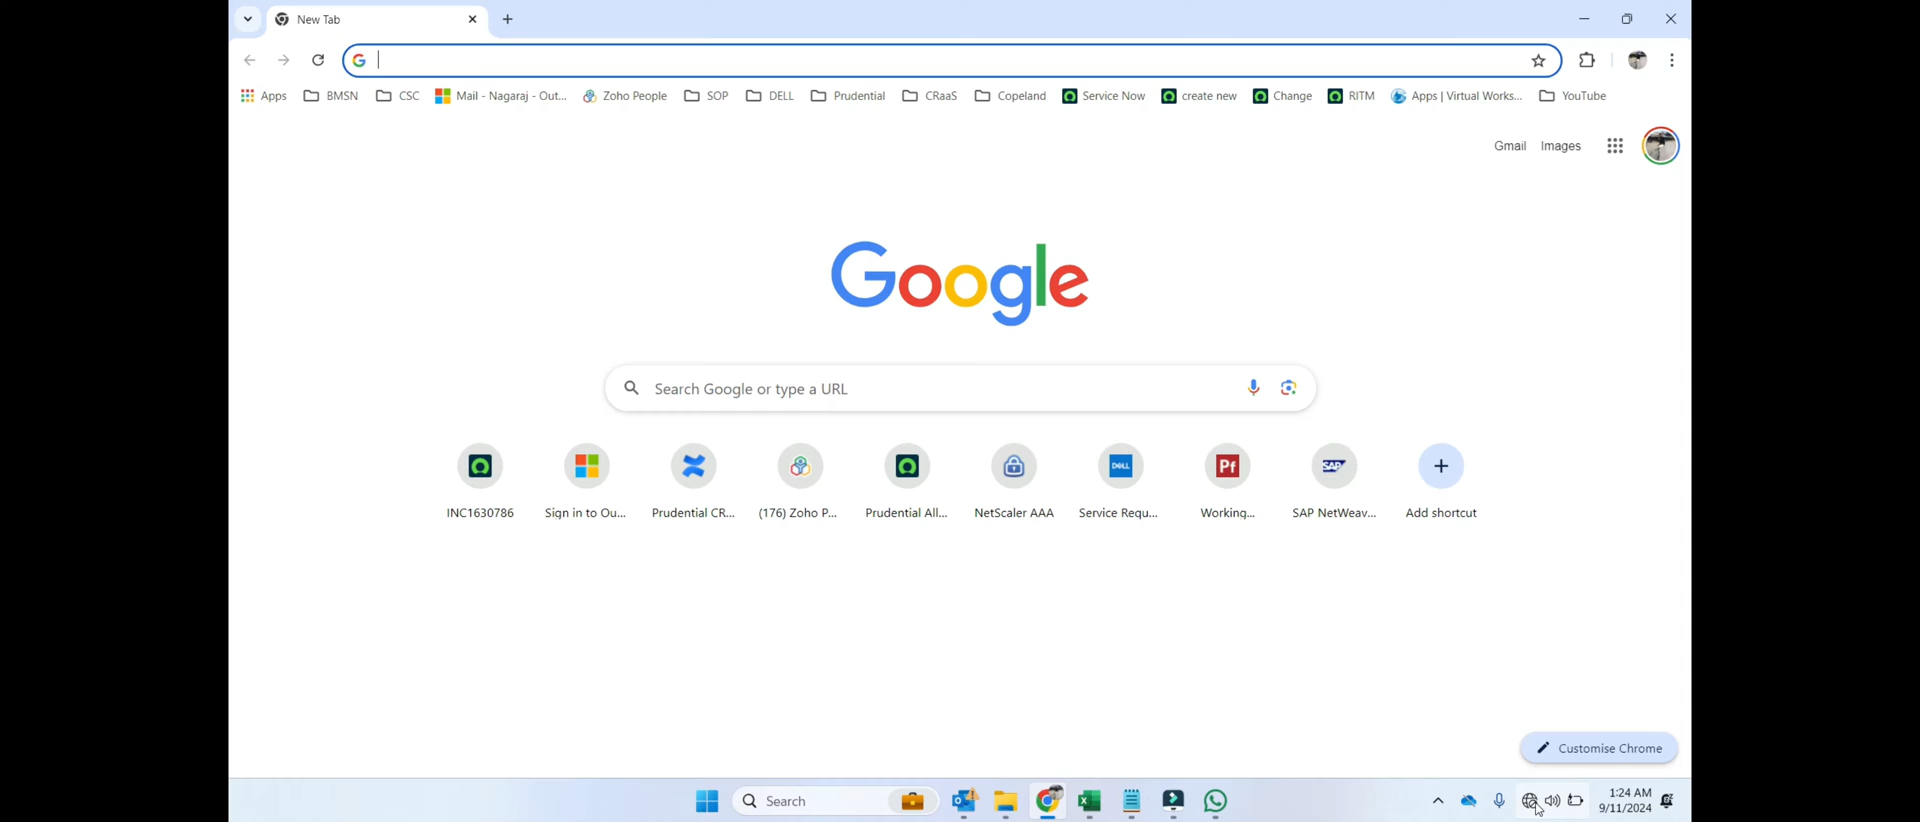 New Tab
Apps BMSN CSC Mail - Nagaraj - Out... Zoho People SOP DELL Prudential CRaaS Copeland Service Now create new Change RITM Apps | Virtual Works... YouTube
Gmail Images
Google
Search Google or type a URL
INC1630786 Sign in to Ou... Prudential CR... (176) Zoho P... Prudential All... NetScaler AAA Service Requ... Working... SAP NetWeav... Add shortcut
Customise Chrome
Search
1:24 AM
9/11/2024